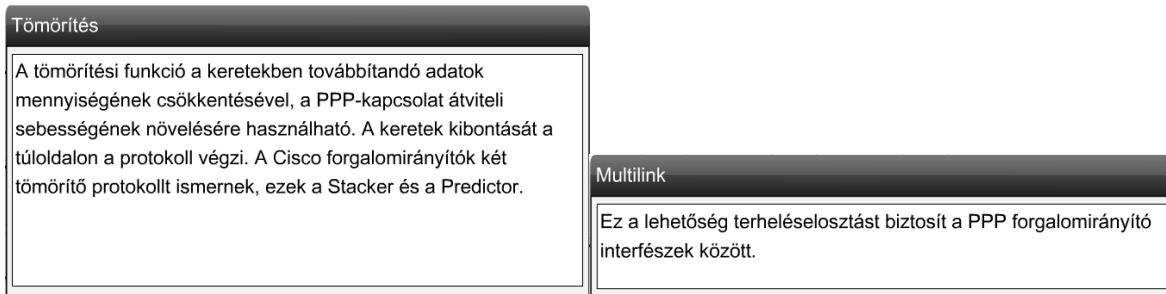 Tömörítés
A tömörítési funkció a keretekben továbbítandó adatok
mennyiségének csökkentésével, a PPP-kapcsolat átviteli
sebességének növelésére használható. A keretek kibontását a
túloldalon a protokoll végzi. A Cisco forgalomirányítók két
tömörítő protokollt ismernek, ezek a Stacker és a Predictor.
Multilink
Ez a lehetőség terheléselosztást biztosít a PPP forgalomirányító
interfészek között.